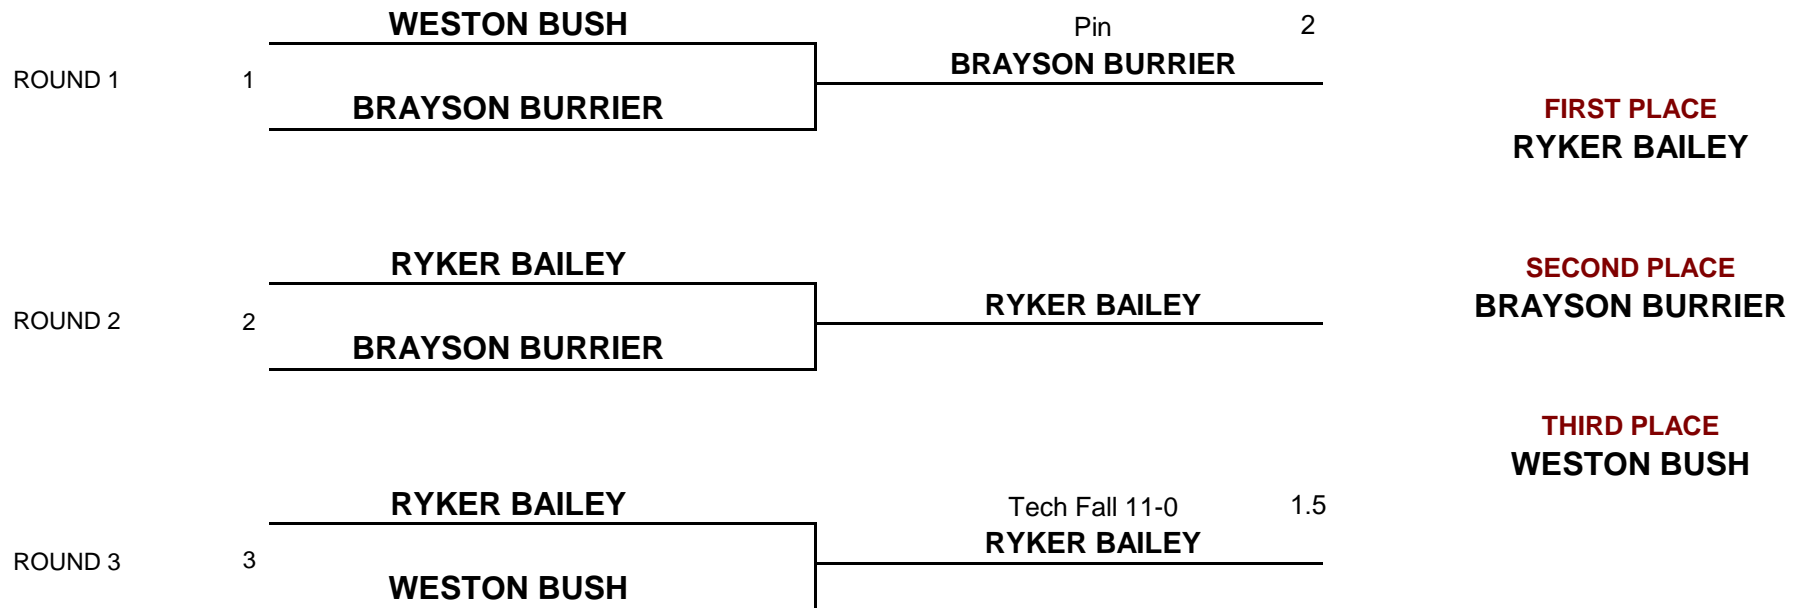 WESTON BUSH
Pin 2
ROUND 1 1
BRAYSON BURRIER
BRAYSON BURRIER
FIRST PLACE
RYKER BAILEY
RYKER BAILEY
SECOND PLACE
ROUND 2 2
RYKER BAILEY
BRAYSON BURRIER
BRAYSON BURRIER
THIRD PLACE
WESTON BUSH
RYKER BAILEY
Tech Fall 11-0 1.5
ROUND 3 3
RYKER BAILEY
WESTON BUSH